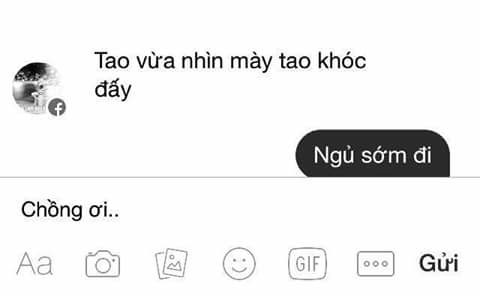 Tao vừa nhìn mày tao khóc
đấy
Ngủ sớm đi
Chồng ơi..
Aa GIF Gửi